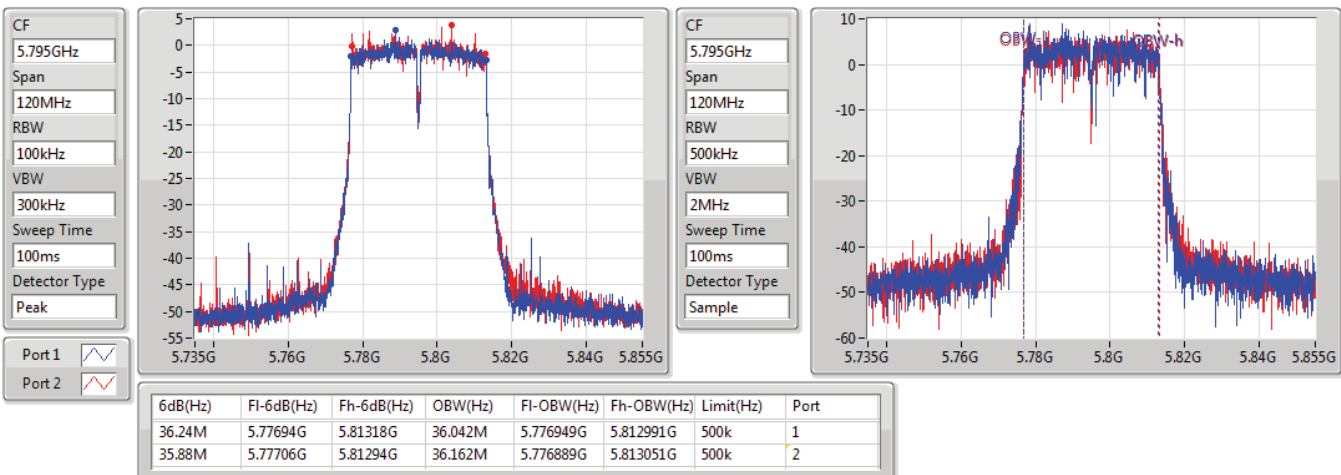 CF
5.795GHz
Span
120MHz
RBW
100kHz
VBW
300kHz
Sweep Time
100ms
Detector Type
Peak
Port 1
Port 2
5
0
-5
-10
-15
-20
-25
-30
-35
-40
-45
-50
-55
5.735G 5.76G 5.78G 5.8G 5.82G 5.84G 5.855G
CF
5.795GHz
Span
120MHz
RBW
500kHz
VBW
2MHz
Sweep Time
100ms
Detector Type
Sample
10
0
-10
-20
-30
-40
-50
-60
OBW-h
5.735G 5.76G 5.78G 5.8G 5.82G 5.84G 5.855G
6dB(Hz) Fl-6dB(Hz) Fh-6dB(Hz) OBW(Hz) Fl-OBW(Hz) Fh-OBW(Hz) Limit(Hz) Port
36.24M 5.77694G 5.81318G 36.042M 5.776949G 5.812991G 500k 1
35.88M 5.77706G 5.81294G 36.162M 5.776889G 5.813051G 500k 2